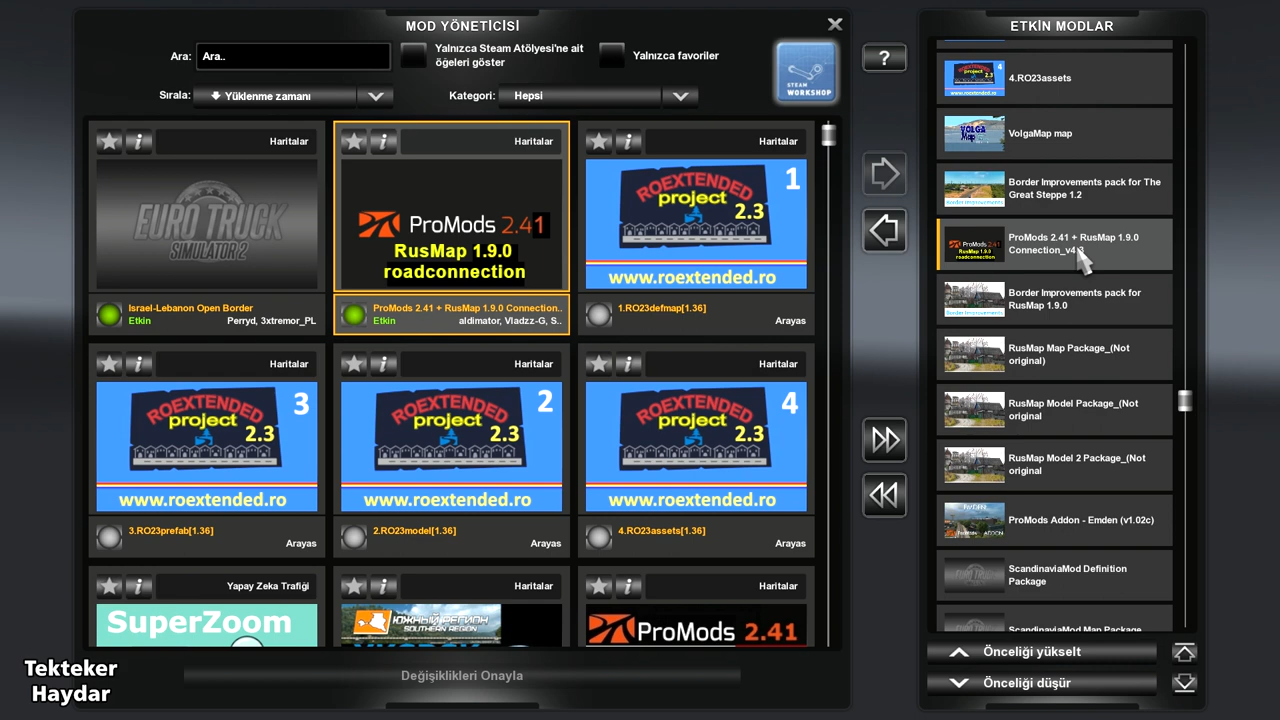 MOD YÖNETİCİSİ
Ara:
Ara..
Yalnızca Steam Atölyesi'ne ait
öğeleri göster
Yalnızca favoriler
STEAM
WORKSHOP
Sırala:
Kategori:
Hepsi
Haritalar
EURO TRUCK
SIMULATOR 2
Israel-Lebanon Open Border
Etkin
Perryd, 3ammor_PL
Haritalar
ProMods 2.41
RusMap 1.9.0
roadconnection
ProMods 2.41 + RusMap 1.9.0 Connection..
Etkin
aldimator, Vladzz-G, S..
Haritalar
ROEXTENDED
project
2.3
1
www.roextended.ro
1.RO23defmap[1.36]
Arayas
Haritalar
ROEXTENDED
project
2.3
3
www.roextended.ro
3.RO23prefab[1.36]
Arayas
Haritalar
ROEXTENDED
project
2.3
2
www.roextended.ro
2.RO23model[1.36]
Arayas
Haritalar
ROEXTENDED
project
2.3
4
www.roextended.ro
4.RO23assets[1.36]
Arayas
Yapay Zeka Trafiği
SuperZoom
Haritalar
ЮЖНЫЙ РЕГИОН
SOUTHERN REGION
Haritalar
ProMods 2.41
Değişiklikleri Onayla
Tekteker
Haydar
?
ETKİN MODLAR
4.RO23assets
VolgaMap map
Border Improvements pack for The
Great Steppe 1.2
ProMods 2.41 + RusMap 1.9.0
Border Improvements pack for
RusMap 1.9.0
RusMap Map Package_(Not
original)
RusMap Model Package_(Not
original
RusMap Model 2 Package_(Not
original)
ProMods Addon - Emden (v1.02c)
ScandinaviaMod Definition
Package
ScandinaviaMod Map Package
Önceliği yükselt
Önceliği düşür